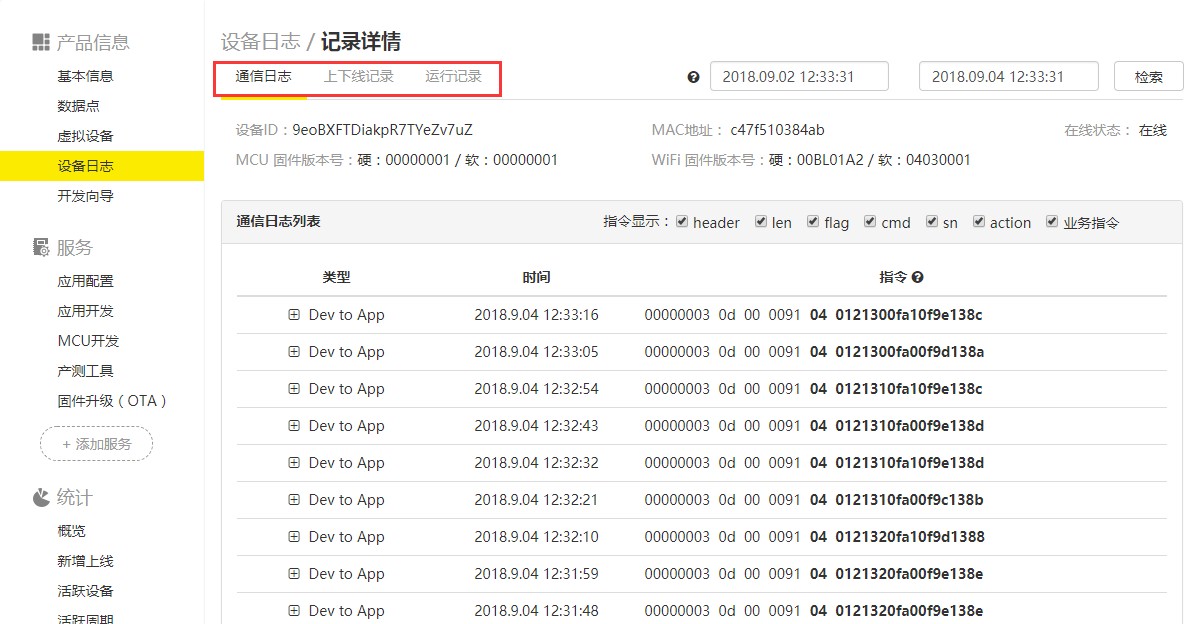 产品信息
基本信息
数据点
虚拟设备
设备日志
开发向导
服务
应用配置
应用开发
MCU开发
产测工具
固件升级（OTA）
+ 添加服务
统计
概览
新增上线
活跃设备
活跃周期
设备日志 / 记录详情
通信日志 上下线记录 运行记录 2018.09.02 12:33:31 2018.09.04 12:33:31 检索
设备ID：9eoBXFTDiakpR7TYeZv7uZ MAC地址： c47f510384ab 在线状态： 在线
MCU 固件版本号：硬：00000001 / 软：00000001 WiFi 固件版本号：硬：00BL01A2 / 软：04030001
通信日志列表 指令显示： header len flag cmd sn action 业务指令
类型 时间 指令
Dev to App 2018.9.04 12:33:16 00000003 0d 00 0091 04 0121300fa10f9e138c
Dev to App 2018.9.04 12:33:05 00000003 0d 00 0091 04 0121300fa00f9d138a
Dev to App 2018.9.04 12:32:54 00000003 0d 00 0091 04 0121310fa10f9e138c
Dev to App 2018.9.04 12:32:43 00000003 0d 00 0091 04 0121310fa10f9e138d
Dev to App 2018.9.04 12:32:32 00000003 0d 00 0091 04 0121310fa10f9e138d
Dev to App 2018.9.04 12:32:21 00000003 0d 00 0091 04 0121310fa00f9c138b
Dev to App 2018.9.04 12:32:10 00000003 0d 00 0091 04 0121320fa10f9d1388
Dev to App 2018.9.04 12:31:59 00000003 0d 00 0091 04 0121320fa00f9e138e
Dev to App 2018.9.04 12:31:48 00000003 0d 00 0091 04 0121320fa00f9e138e